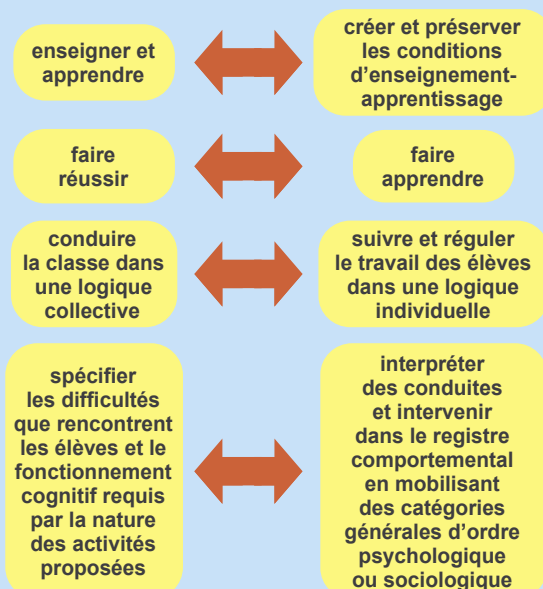 enseigner et
apprendre
créer et préserver
les conditions
d'enseignement-
apprentissage
faire
réussir
faire
apprendre
conduire
la classe dans
une logique
collective
suivre et réguler
le travail des élèves
dans une logique
individuelle
spécifier
les difficultés
que rencontrent
les élèves et le
fonctionnement
cognitif requis
par la nature
des activités
proposées
interpréter
des conduites
et intervenir
dans le registre
comportemental
en mobilisant
des catégories
générales d'ordre
psychologique
ou sociologique